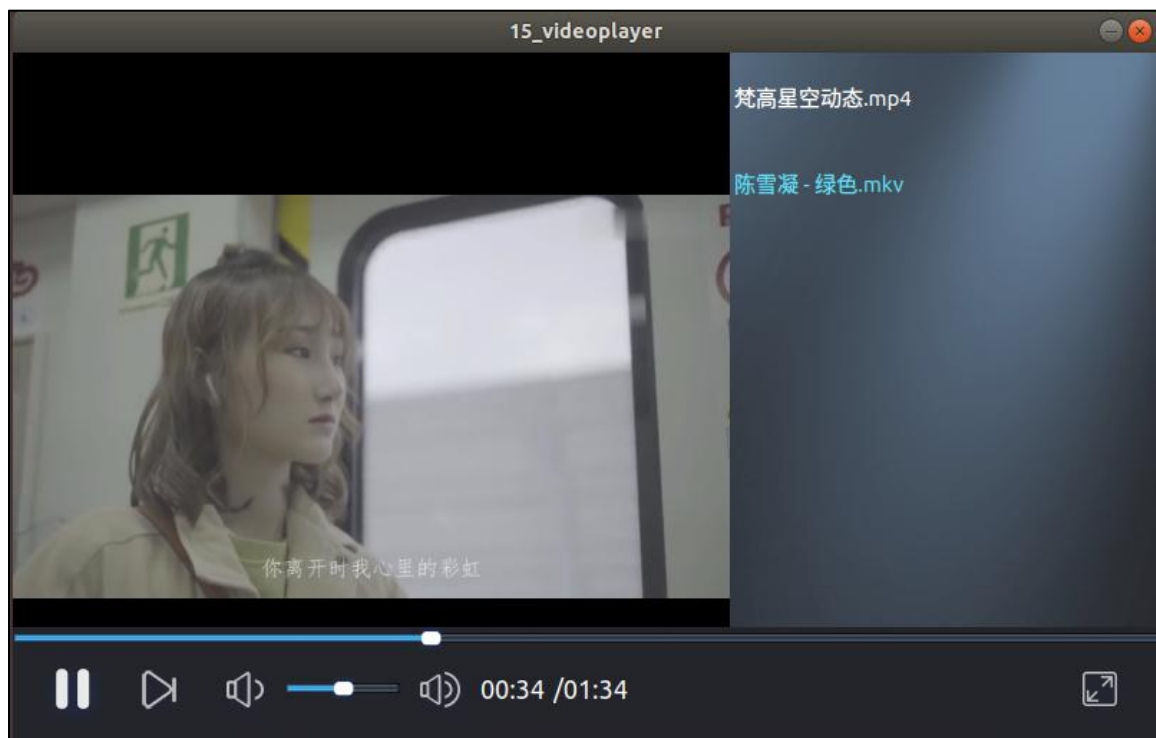 15_videoplayer
梵高星空动态.mp4
陈雪凝 - 绿色.mkv
你离开时我心里的彩虹
00:34 /01:34